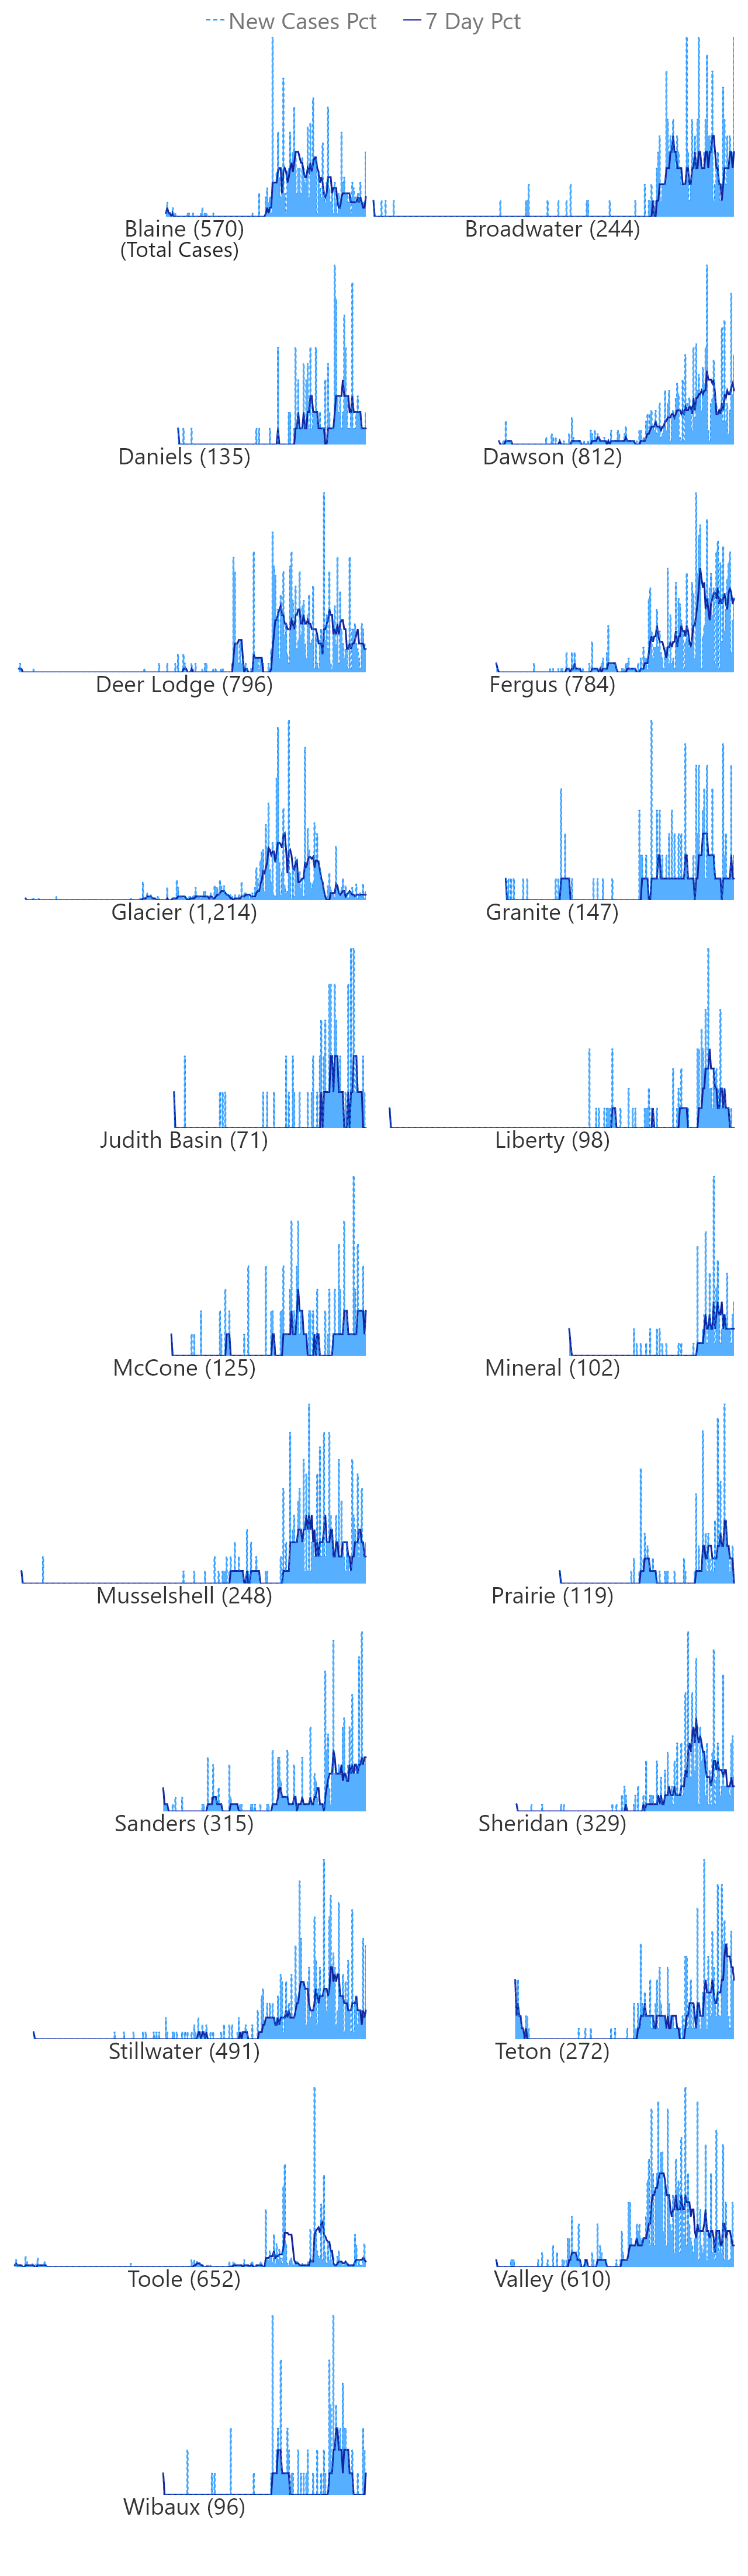 New Cases Pct 7 Day Pct
Blaine (570) Broadwater (244)
(Total Cases)
Daniels (135) Dawson (812)
Deer Lodge (796) Fergus (784)
Glacier (1,214) Granite (147)
Judith Basin (71) Liberty (98)
McCone (125) Mineral (102)
Musselshell (248) Prairie (119)
Sanders (315) Sheridan (329)
Stillwater (491) Teton (272)
Toole (652) Valley (610)
Wibaux (96)